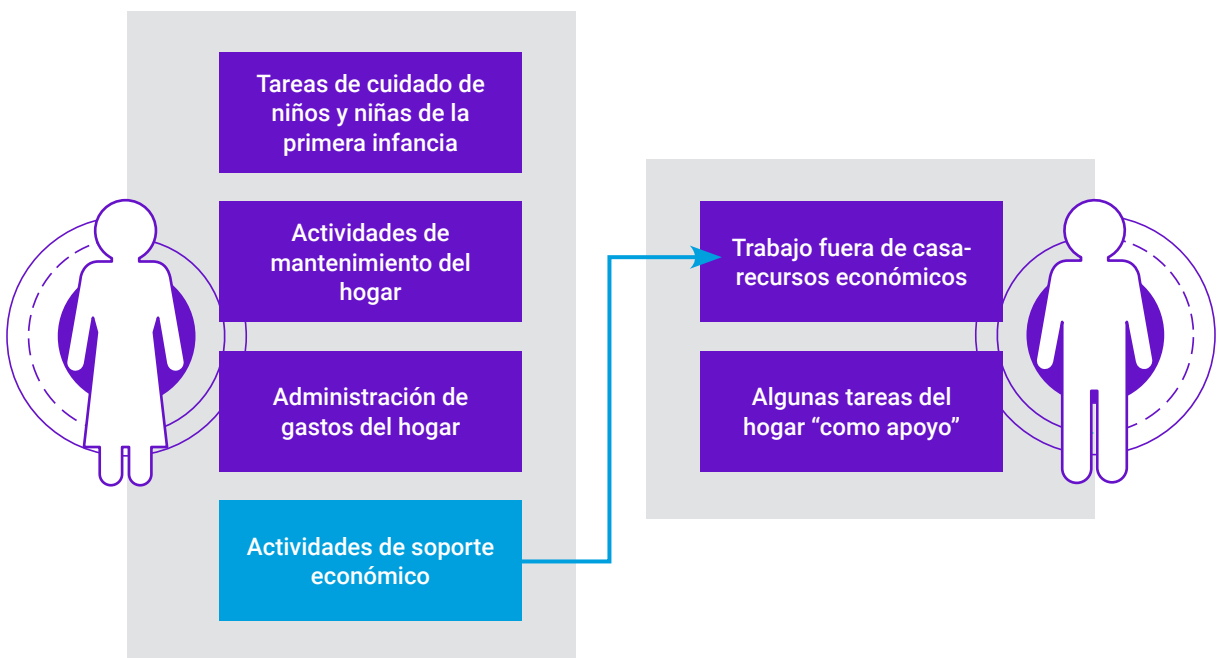 Tareas de cuidado de
niños y niñas de la
primera infancia
Actividades de
mantenimiento del
hogar
Administración de
gastos del hogar
Actividades de soporte
económico
Trabajo fuera de casa-
recursos económicos
Algunas tareas del
hogar “como apoyo”